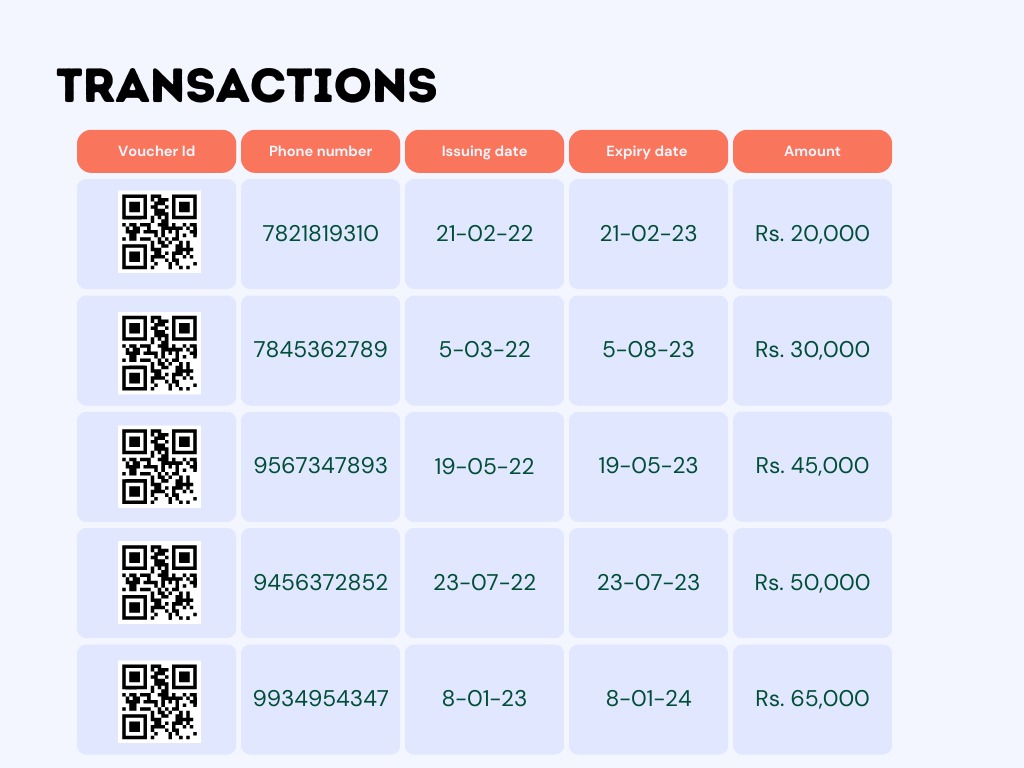 TRANSACTIONS
Voucher Id Phone number Issuing date Expiry date Amount
7821819310 21-02-22 21-02-23 Rs. 20,000
7845362789 5-03-22 5-08-23 Rs. 30,000
9567347893 19-05-22 19-05-23 Rs. 45,000
9456372852 23-07-22 23-07-23 Rs. 50,000
9934954347 8-01-23 8-01-24 Rs. 65,000